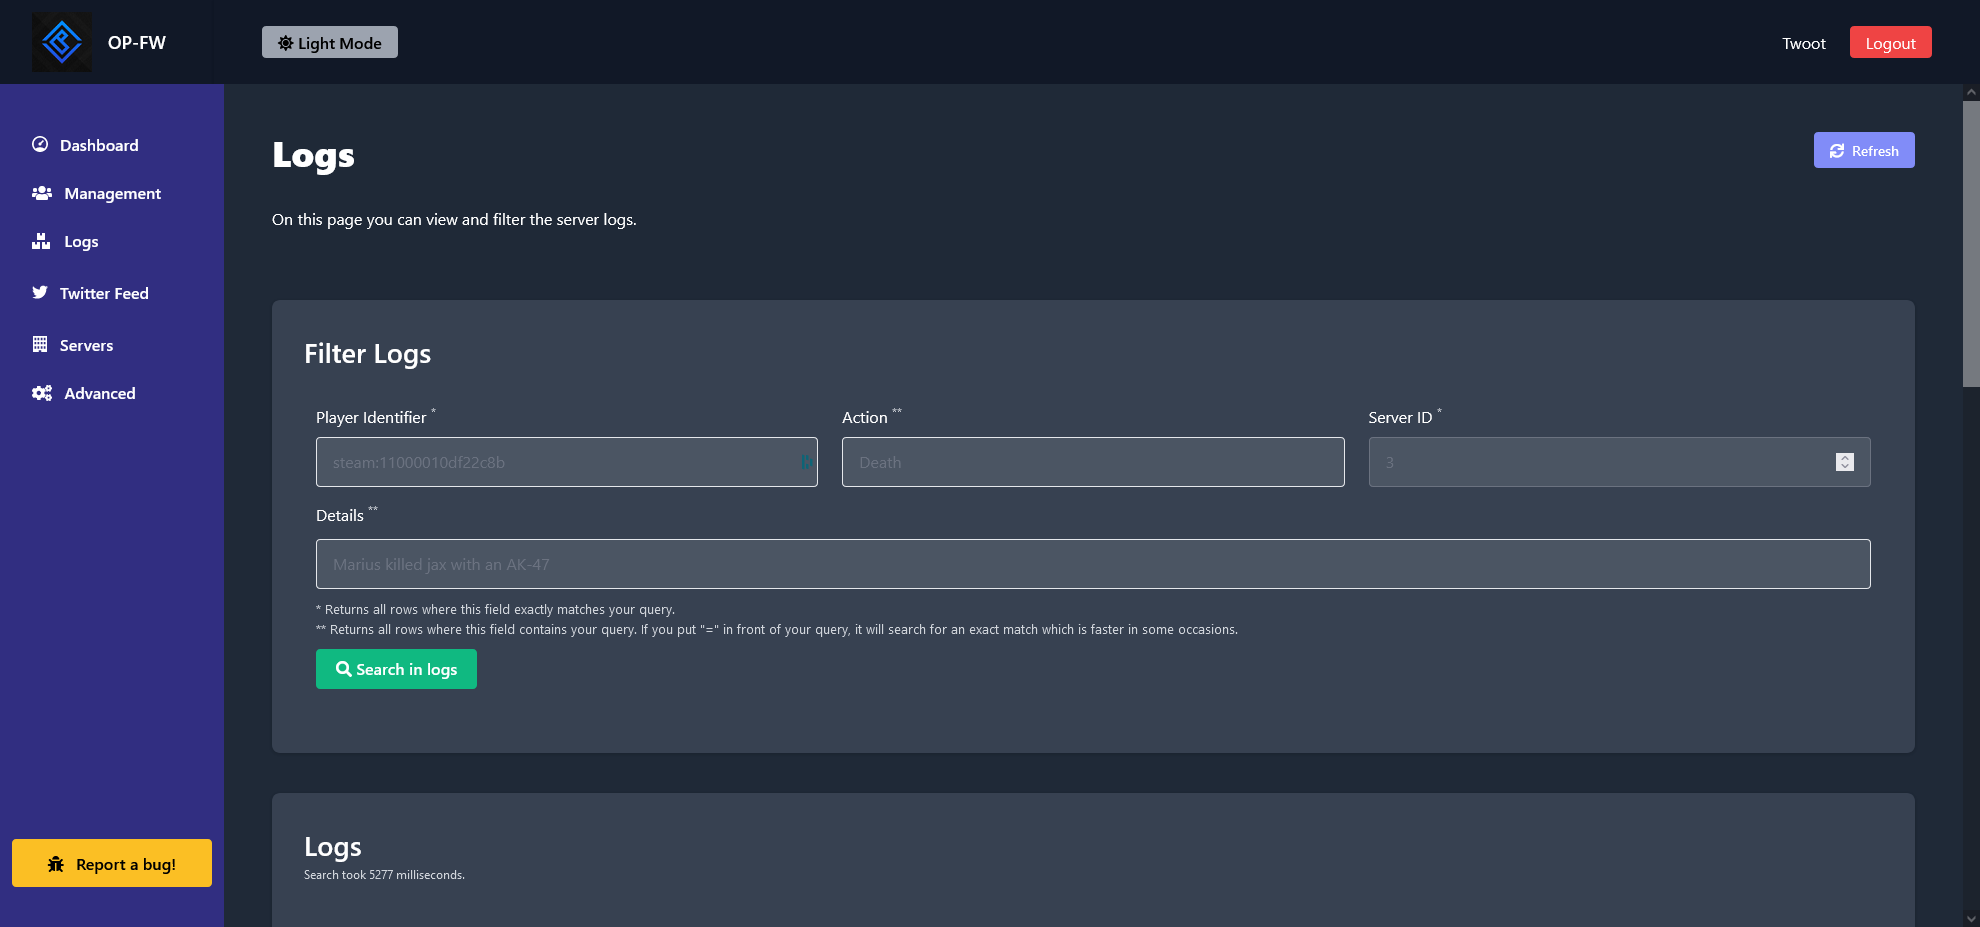 OP-FW
Light Mode
Twoot
Logout
Dashboard
Management
Logs
Twitter Feed
Servers
Advanced
Report a bug!
Logs
Refresh
On this page you can view and filter the server logs.
Filter Logs
Player Identifier *
Action **
Server ID *
steam:11000010df22c8b
Death
3
Details **
Marius killed jax with an AK-47
* Returns all rows where this field exactly matches your query.
** Returns all rows where this field contains your query. If you put "=" in front of your query, it will search for an exact match which is faster in some occasions.
Search in logs
Logs
Search took 5277 milliseconds.